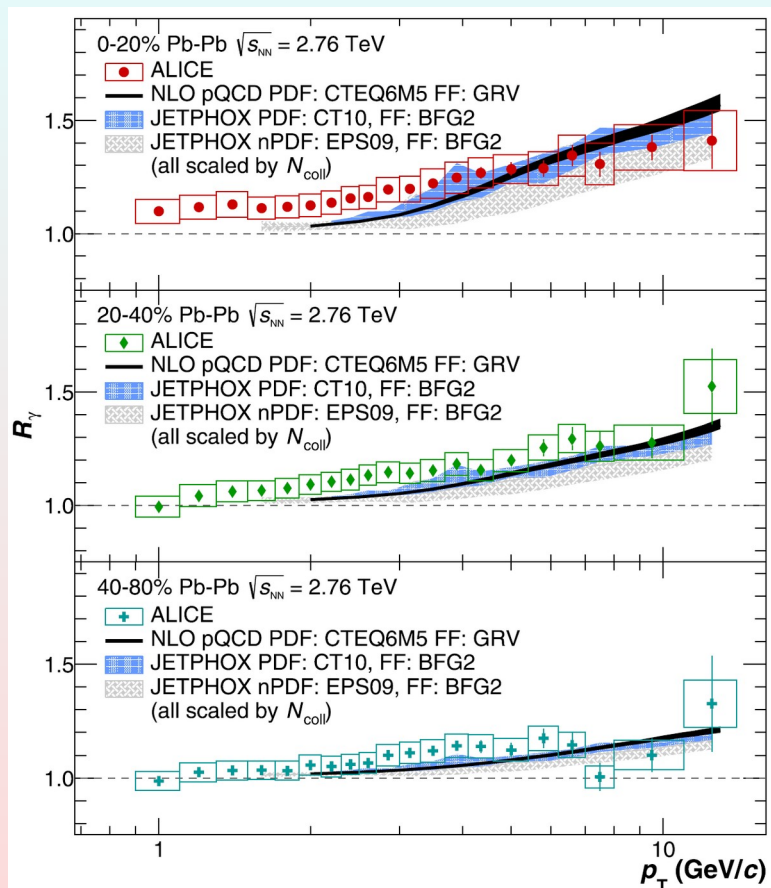 0-20% Pb-Pb √sNN = 2.76 TeV
ALICE
NLO pQCD PDF: CTEQ6M5 FF: GRV
JETPHOX PDF: CT10, FF: BFG2
JETPHOX nPDF: EPS09, FF: BFG2
(all scaled by Ncoll)
1.5
1.0
20-40% Pb-Pb √sNN = 2.76 TeV
ALICE
NLO pQCD PDF: CTEQ6M5 FF: GRV
JETPHOX PDF: CT10, FF: BFG2
JETPHOX nPDF: EPS09, FF: BFG2
(all scaled by Ncoll)
1.5
1.0
Rγ
40-80% Pb-Pb √sNN = 2.76 TeV
ALICE
NLO pQCD PDF: CTEQ6M5 FF: GRV
JETPHOX PDF: CT10, FF: BFG2
JETPHOX nPDF: EPS09, FF: BFG2
(all scaled by Ncoll)
1.5
1.0
1 10
pT (GeV/c)